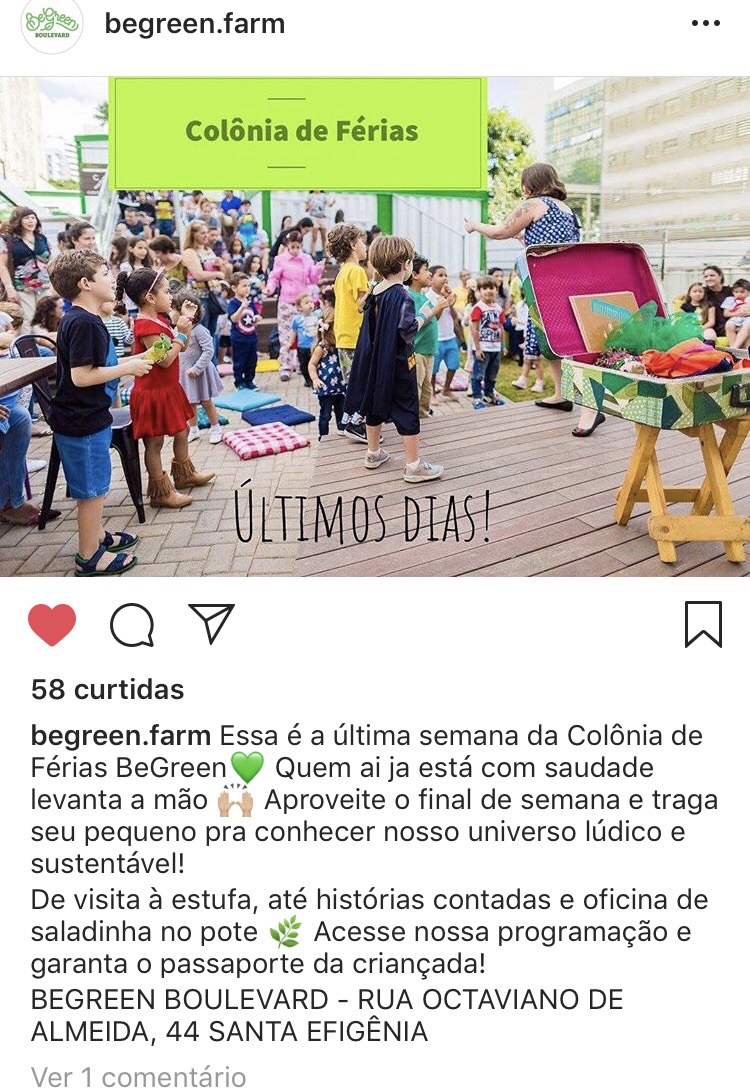 BeGreen
BOULEVARD
begreen.farm
Colônia de Férias
ÚLTIMOS DIAS!
58 curtidas
begreen.farm Essa é a última semana da Colônia de
Férias BeGreen💚 Quem ai ja está com saudade
levanta a mão 🙌🏼 Aproveite o final de semana e traga
seu pequeno pra conhecer nosso universo lúdico e
sustentável!
De visita à estufa, até histórias contadas e oficina de
saladinha no pote 🌿 Acesse nossa programação e
garanta o passaporte da criançada!
BEGREEN BOULEVARD - RUA OCTAVIANO DE
ALMEIDA, 44 SANTA EFIGÊNIA
Ver 1 comentário